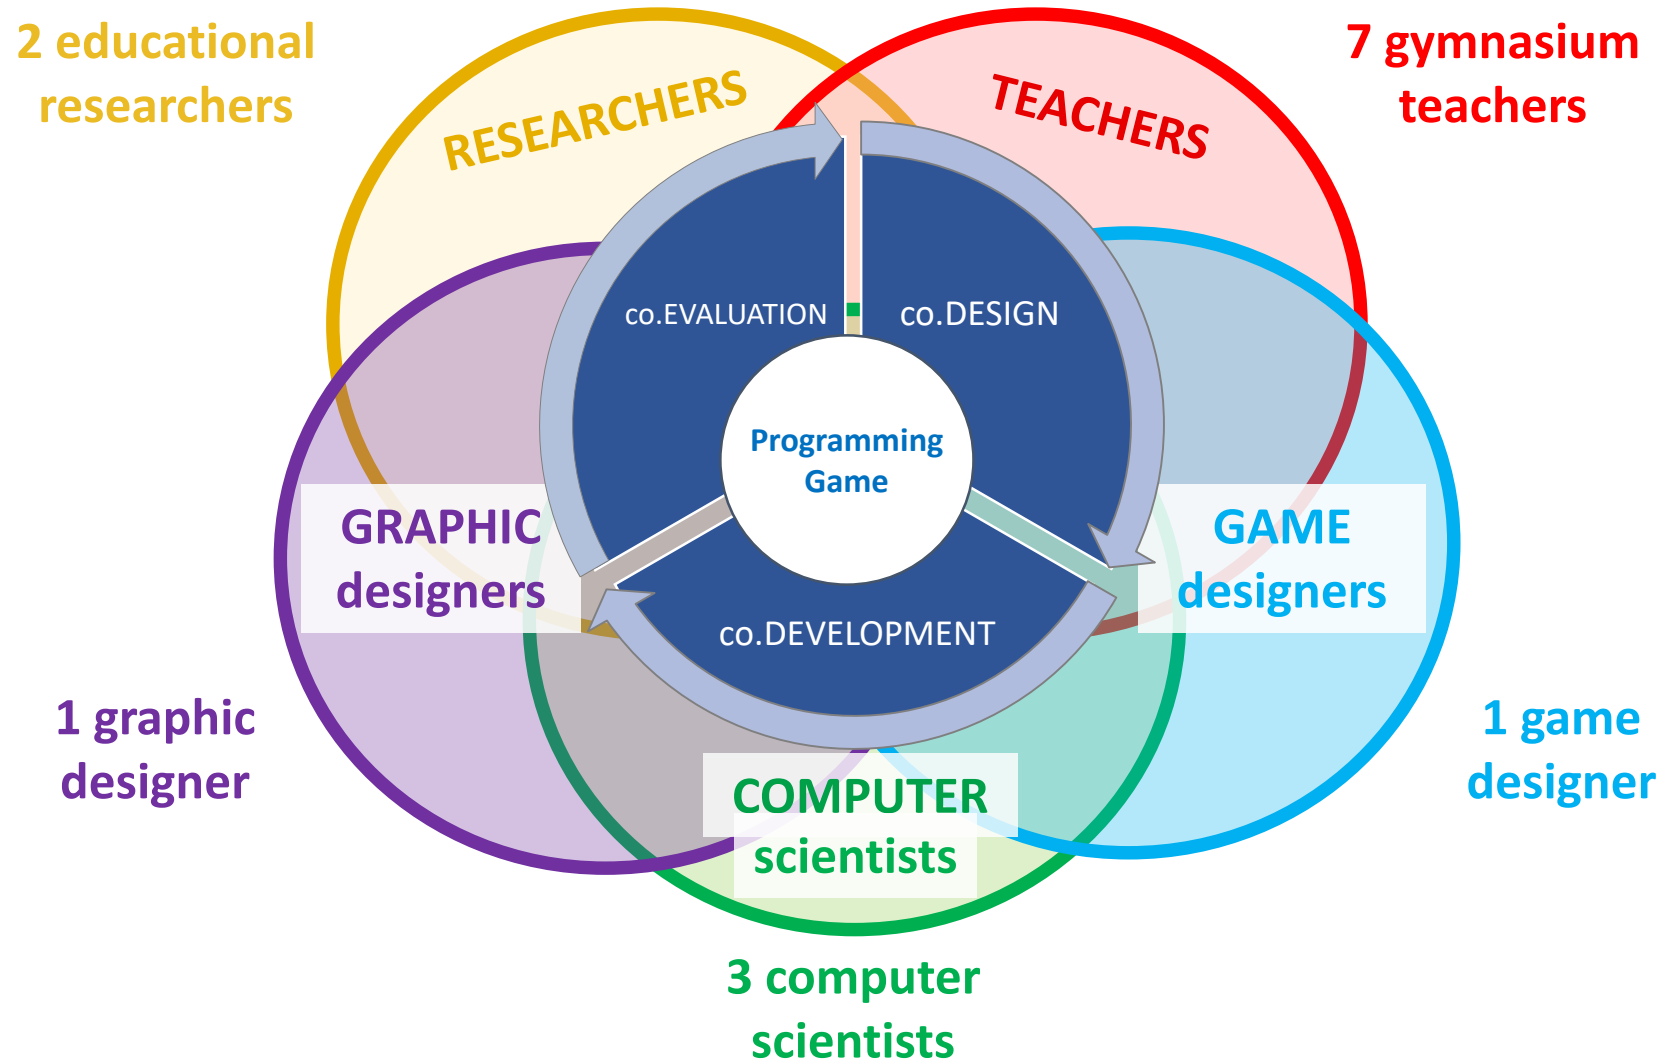 2 educational
researchers
7 gymnasium
teachers
RESEARCHERS
TEACHERS
co.EVALUATION
co.DESIGN
Programming
Game
GRAPHIC
designers
GAME
designers
co.DEVELOPMENT
1 graphic
designer
1 game
designer
COMPUTER
scientists
3 computer
scientists